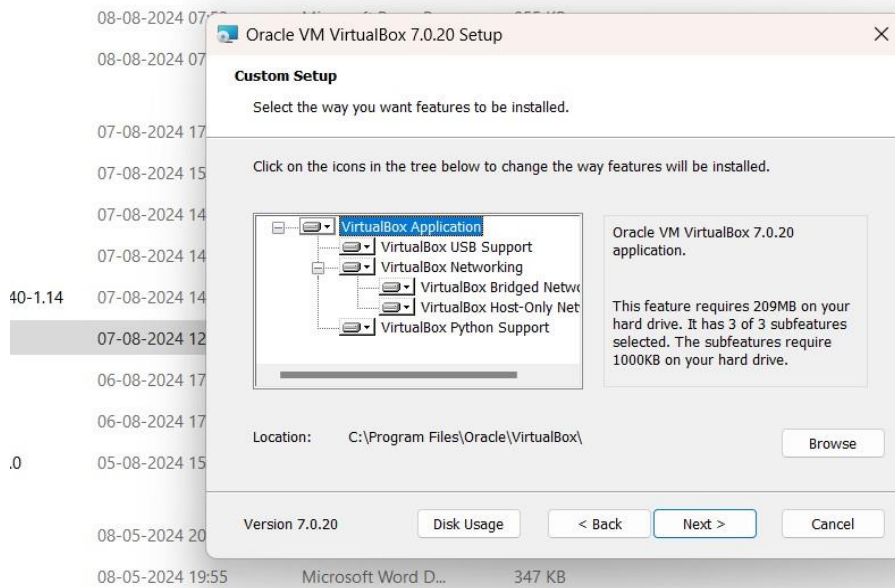 08-08-2024 07:
Oracle VM VirtualBox 7.0.20 Setup
08-08-2024 07
Custom Setup
Select the way you want features to be installed.
07-08-2024 17
07-08-2024 15
Click on the icons in the tree below to change the way features will be installed.
07-08-2024 14
VirtualBox Application
VirtualBox USB Support
VirtualBox Networking
VirtualBox Bridged Netwo
VirtualBox Host-Only Net
VirtualBox Python Support
Oracle VM VirtualBox 7.0.20
application.
This feature requires 209MB on your
hard drive. It has 3 of 3 subfeatures
selected. The subfeatures require
1000KB on your hard drive.
07-08-2024 14
40-1.14 07-08-2024 14
07-08-2024 12
06-08-2024 17
06-08-2024 17
Location: C:\Program Files\Oracle\VirtualBox\
Browse
.0 05-08-2024 15
Version 7.0.20 Disk Usage < Back Next > Cancel
08-05-2024 20
08-05-2024 19:55 Microsoft Word D... 347 KB